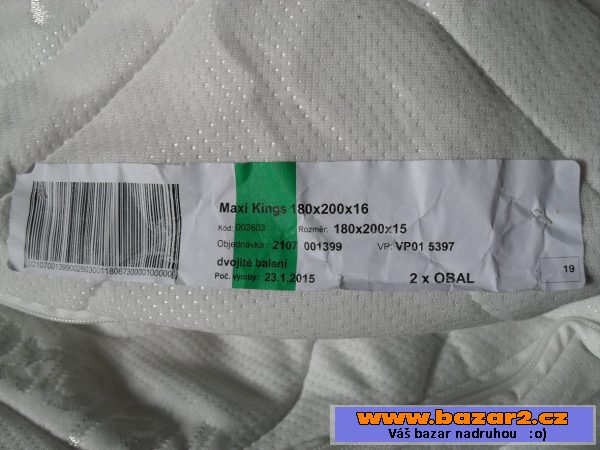 Maxi Kings 180x200x16
Kód: 002603 Rozměr: 180x200x15
Objednávka: 2107 001399 VP: VP01 5397
dvojité balení
Poč. výroby: 23.1.2015 2 x OBAL
19
www.bazar2.cz
Váš bazar nadruhou :o)